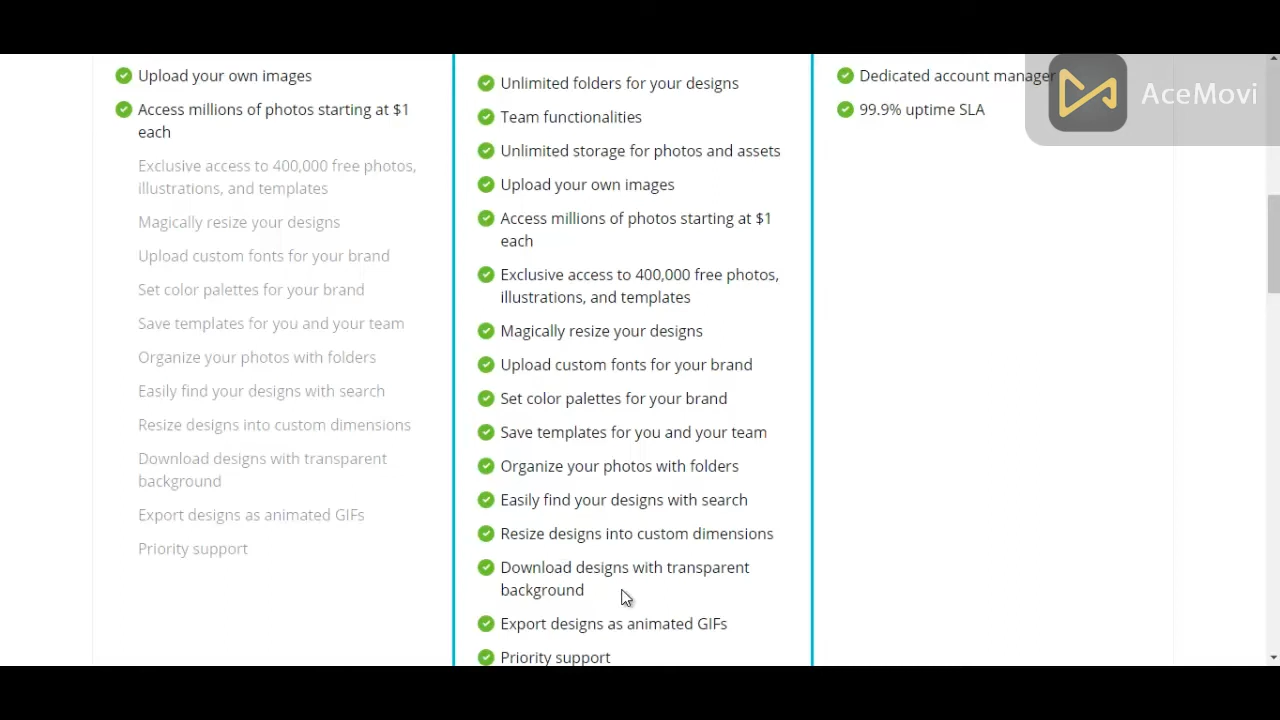 Upload your own images
Access millions of photos starting at $1
each
Exclusive access to 400,000 free photos,
illustrations, and templates
Magically resize your designs
Upload custom fonts for your brand
Set color palettes for your brand
Save templates for you and your team
Organize your photos with folders
Easily find your designs with search
Resize designs into custom dimensions
Download designs with transparent
background
Export designs as animated GIFs
Priority support
Unlimited folders for your designs
Team functionalities
Unlimited storage for photos and assets
Upload your own images
Access millions of photos starting at $1
each
Exclusive access to 400,000 free photos,
illustrations, and templates
Magically resize your designs
Upload custom fonts for your brand
Set color palettes for your brand
Save templates for you and your team
Organize your photos with folders
Easily find your designs with search
Resize designs into custom dimensions
Download designs with transparent
background
Export designs as animated GIFs
Priority support
Dedicated account manager
99.9% uptime SLA
AceMovi